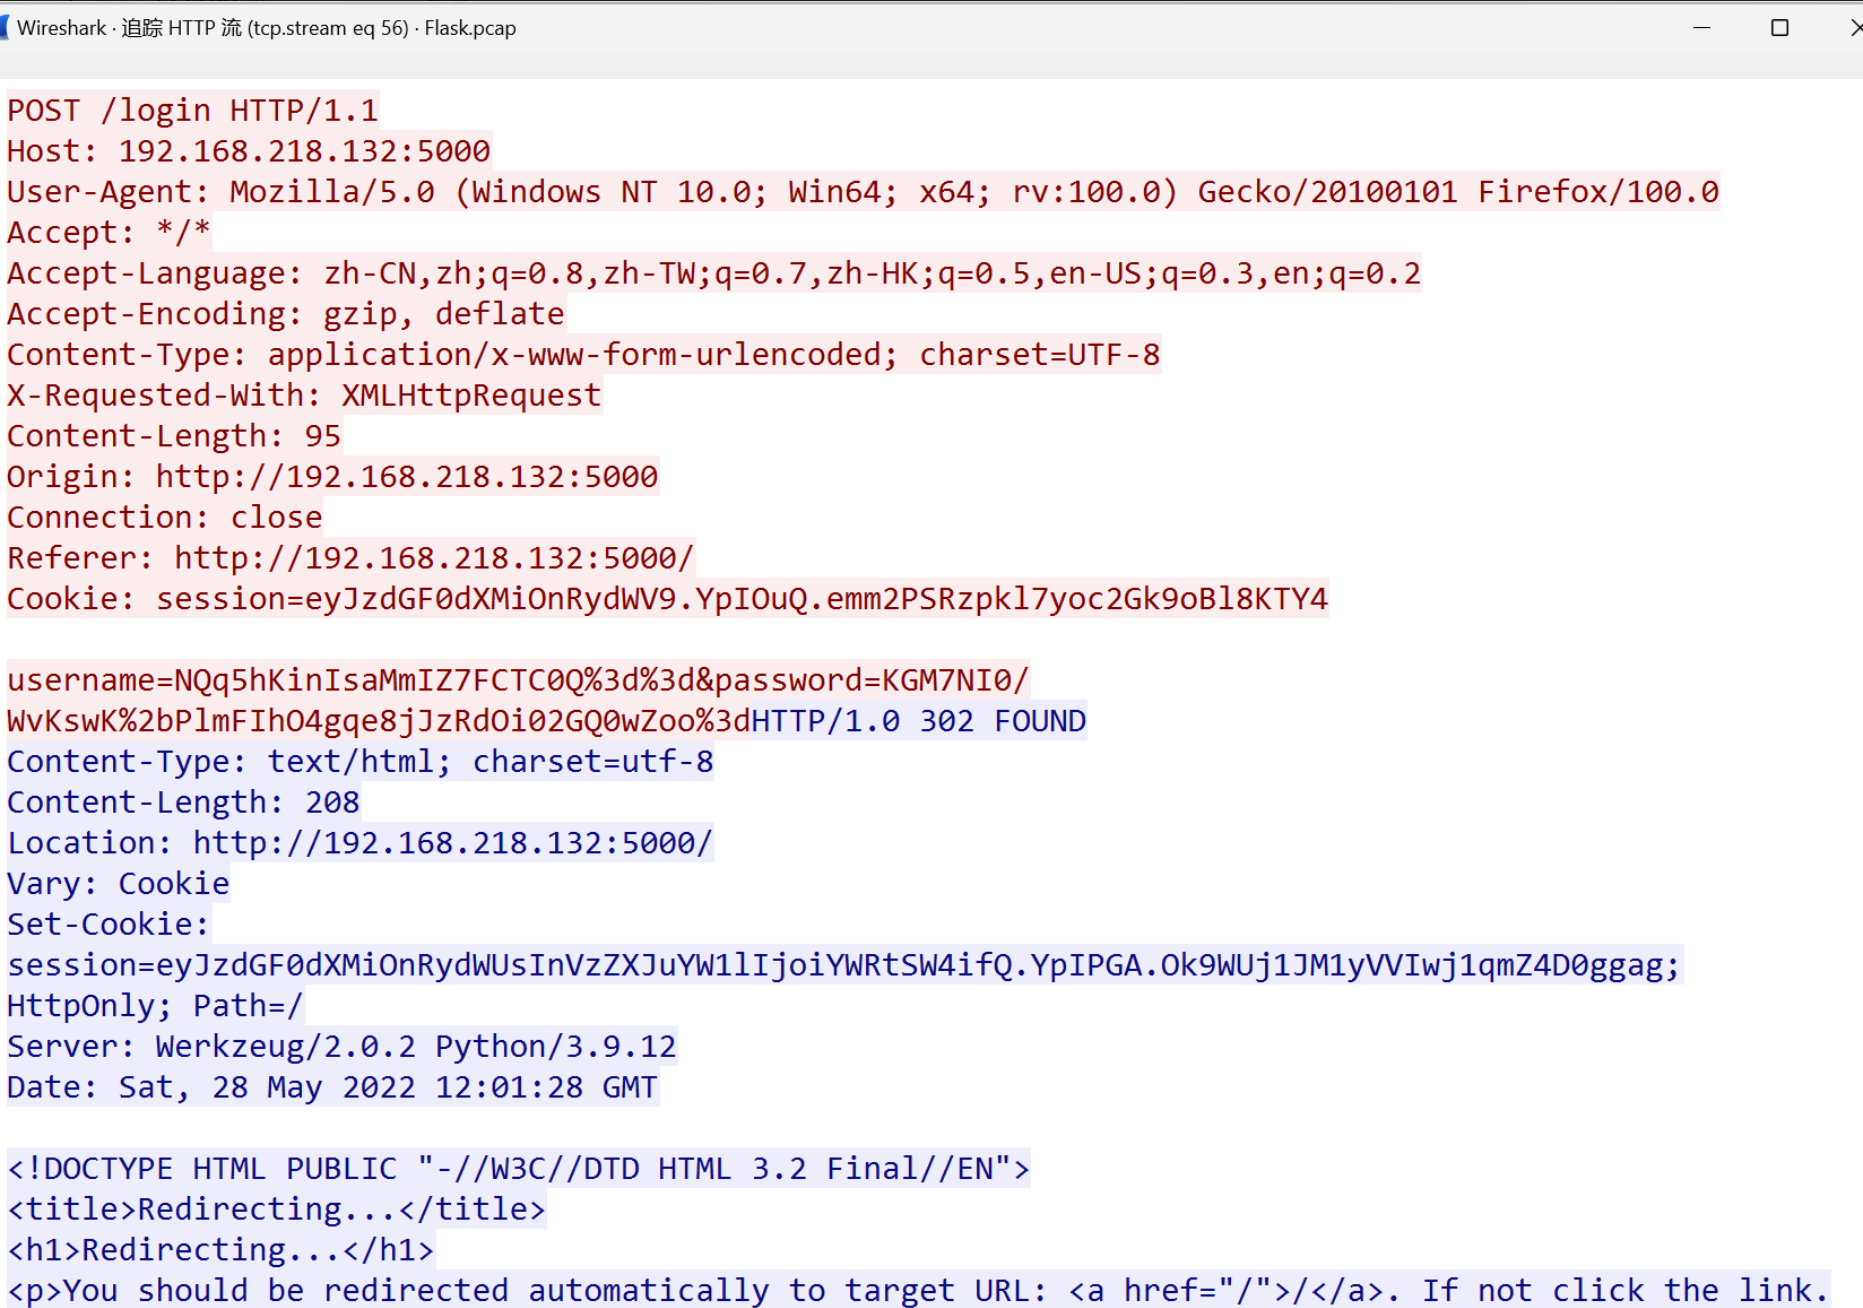 Wireshark · 追踪 HTTP 流 (tcp.stream eq 56) · Flask.pcap
POST /login HTTP/1.1
Host: 192.168.218.132:5000
User-Agent: Mozilla/5.0 (Windows NT 10.0; Win64; x64; rv:100.0) Gecko/20100101 Firefox/100.0
Accept: */*
Accept-Language: zh-CN,zh;q=0.8,zh-TW;q=0.7,zh-HK;q=0.5,en-US;q=0.3,en;q=0.2
Accept-Encoding: gzip, deflate
Content-Type: application/x-www-form-urlencoded; charset=UTF-8
X-Requested-With: XMLHttpRequest
Content-Length: 95
Origin: http://192.168.218.132:5000
Connection: close
Referer: http://192.168.218.132:5000/
Cookie: session=eyJzdGF0dXMiOnRydWV9.YpIOuQ.emm2PSRzpkl7yoc2Gk9oBl8KTY4
username=NQq5hKinIsaMmIZ7FCTC0Q%3d%3d&password=KGM7NI0/
WvKswK%2bPlmFIhO4gqe8jJzRdOi02GQ0wZoo%3dHTTP/1.0 302 FOUND
Content-Type: text/html; charset=utf-8
Content-Length: 208
Location: http://192.168.218.132:5000/
Vary: Cookie
Set-Cookie:
session=eyJzdGF0dXMiOnRydWUsInVzZXJuYW1lIjoiYWRtSW4ifQ.YpIPGA.Ok9WUj1JM1yVVIwj1qmZ4D0ggag;
HttpOnly; Path=/
Server: Werkzeug/2.0.2 Python/3.9.12
Date: Sat, 28 May 2022 12:01:28 GMT
<!DOCTYPE HTML PUBLIC "-//W3C//DTD HTML 3.2 Final//EN">
<title>Redirecting...</title>
<h1>Redirecting...</h1>
<p>You should be redirected automatically to target URL: <a href="/">/</a>. If not click the link.